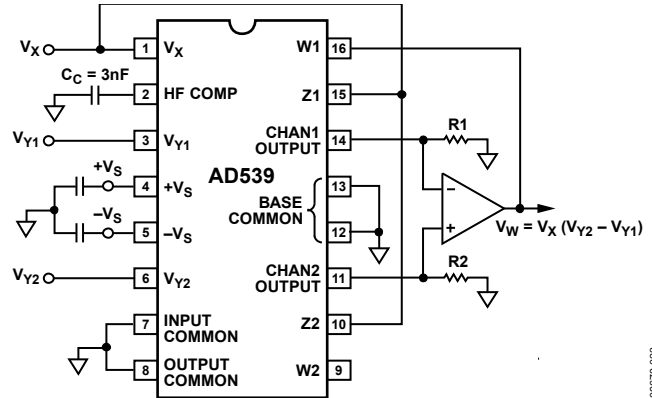 VX
1
VX
W1
16
CC = 3nF
2
HF COMP
Z1
15
VY1
3
VY1
CHAN1
OUTPUT
14
R1
+VS
4
+VS
AD539
BASE
COMMON
13
12
–VS
5
–VS
–
+
VW = VX (VY2 – VY1)
VY2
6
VY2
CHAN2
OUTPUT
11
R2
7
INPUT
COMMON
Z2
10
8
OUTPUT
COMMON
W2
9